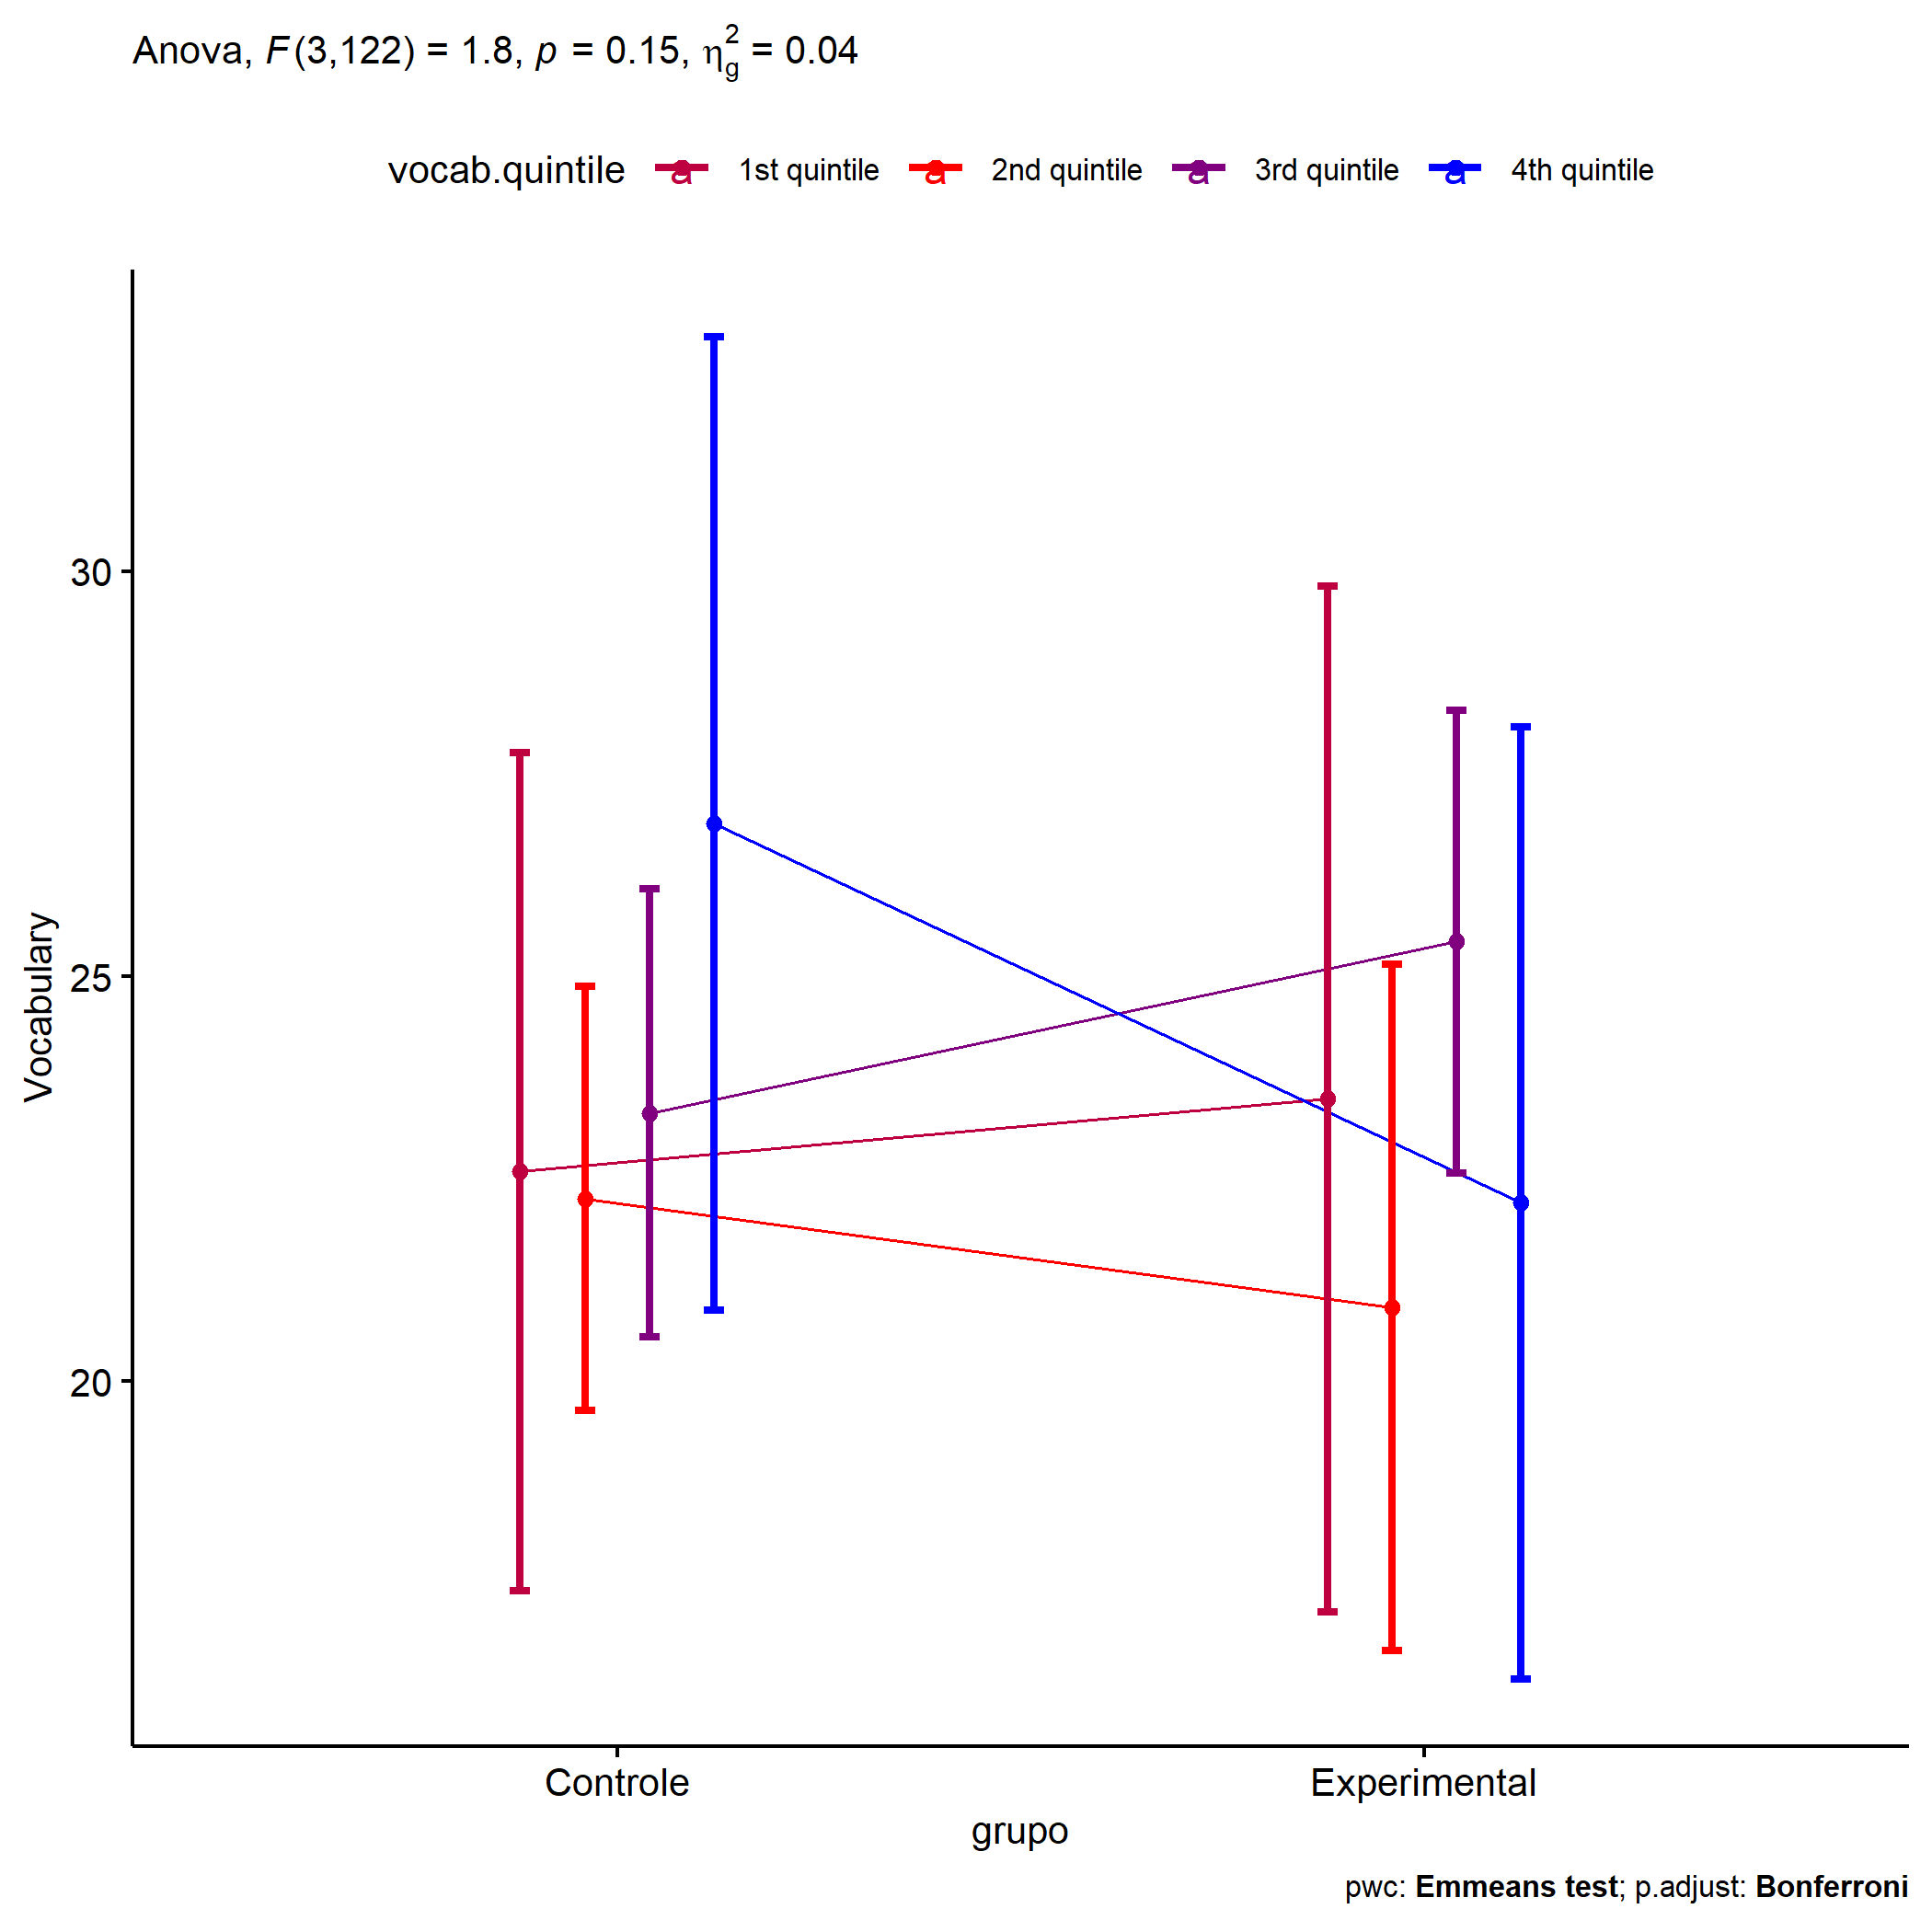 Anova, F(3,122) = 1.8, p = 0.15, η²g = 0.04
vocab.quintile a 1st quintile a 2nd quintile a 3rd quintile a 4th quintile
30
25
20
Vocabulary
Controle Experimental
grupo
pwc: Emmeans test; p.adjust: Bonferroni